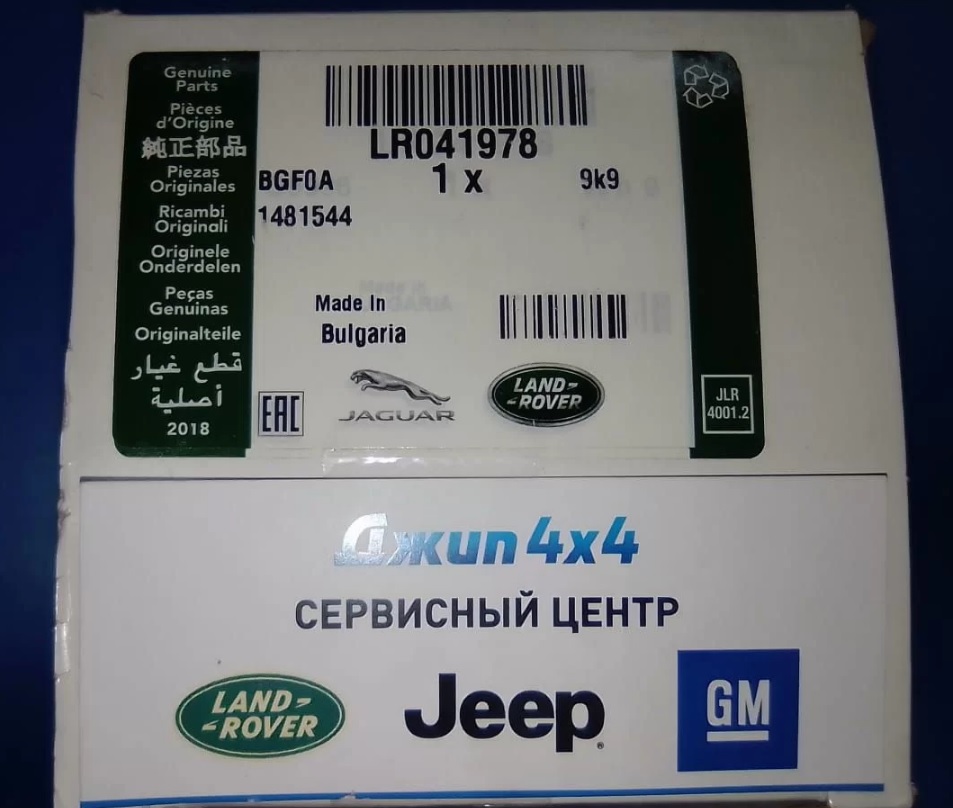 Genuine
Parts
Pièces
d'Origine
純正部品
Piezas
Originales
Ricambi
Originali
Originele
Onderdelen
Peças
Genuinas
Originalteile
قطع غيار
أصلية
2018
LR041978
BGF0A 1 x 9k9
1481544
Made In
Bulgaria
EAC
JAGUAR
LAND-
-ROVER
JLR
4001.2
Джип 4x4
СЕРВИСНЫЙ ЦЕНТР
LAND-
-ROVER
Jeep
GM